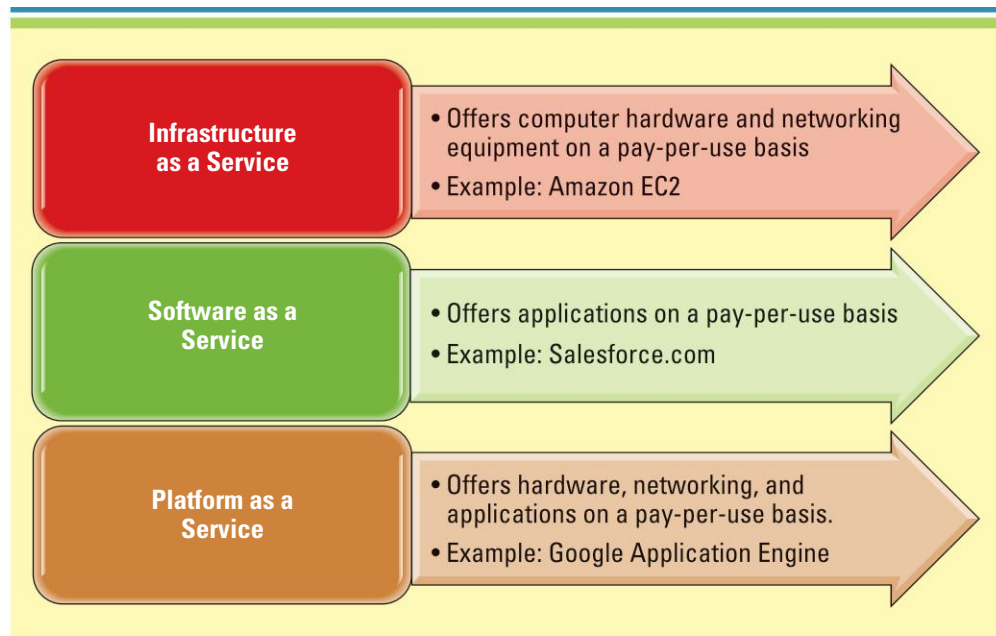 Infrastructure
as a Service
• Offers computer hardware and networking
equipment on a pay-per-use basis
• Example: Amazon EC2
Software as a
Service
• Offers applications on a pay-per-use basis
• Example: Salesforce.com
Platform as a
Service
• Offers hardware, networking, and
applications on a pay-per-use basis.
• Example: Google Application Engine